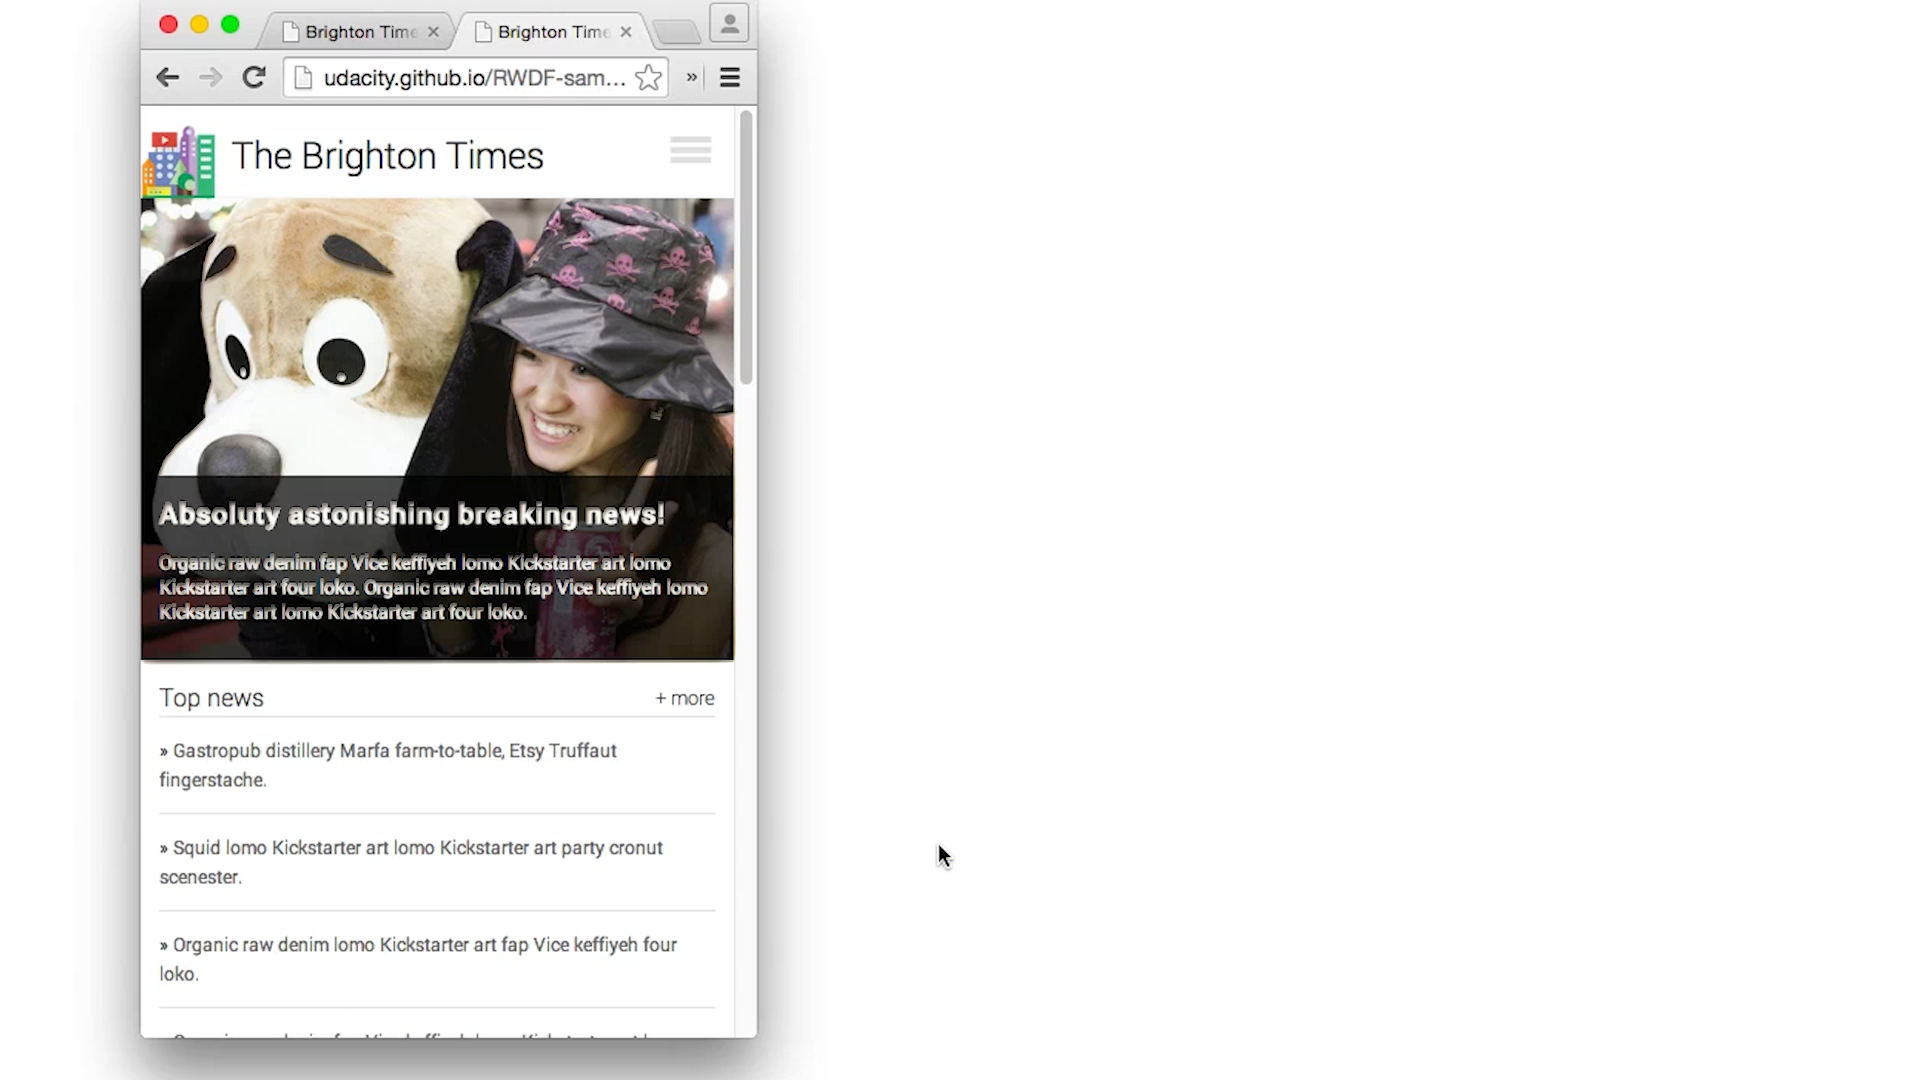 Brighton Time
Brighton Time
udacity.github.io/RWDF-sam...
The Brighton Times
Absoluty astonishing breaking news!
Organic raw denim fap Vice keffiyeh lomo Kickstarter art lomo
Kickstarter art four loko. Organic raw denim fap Vice keffiyeh lomo
Kickstarter art lomo Kickstarter art four loko.
Top news + more
» Gastropub distillery Marfa farm-to-table, Etsy Truffaut
fingerstache.
» Squid lomo Kickstarter art lomo Kickstarter art party cronut
scenester.
» Organic raw denim lomo Kickstarter art fap Vice keffiyeh four
loko.